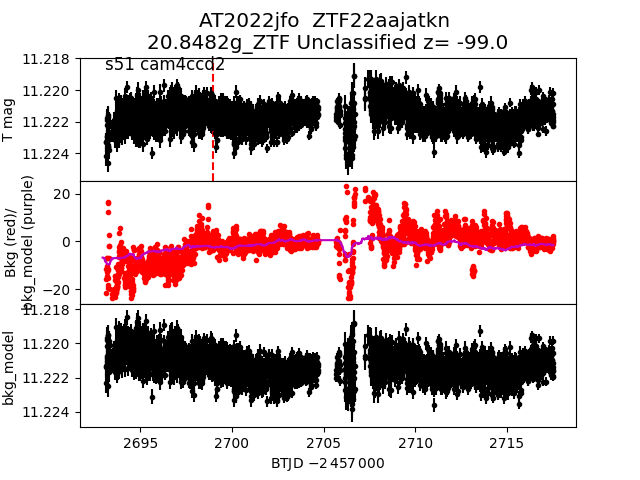 AT2022jfo  ZTF22aajatkn
20.8482g_ZTF Unclassified z= -99.0
s51 cam4ccd2
T mag
11.218
11.220
11.222
11.224
Bkg (red)/
bkg_model (purple)
20
0
−20
bkg_model
11.218
11.220
11.222
11.224
2695
2700
2705
2710
2715
BTJD −2 457 000